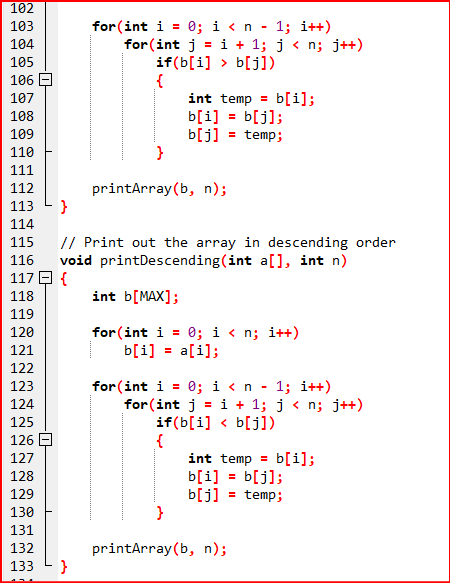 102
103 for(int i = 0; i < n - 1; i++)
104 for(int j = i + 1; j < n; j++)
105 if(b[i] > b[j])
106 {
107 int temp = b[i];
108 b[i] = b[j];
109 b[j] = temp;
110 }
111
112 printArray(b, n);
113 }
114
115 // Print out the array in descending order
116 void printDescending(int a[], int n)
117 {
118 int b[MAX];
119
120 for(int i = 0; i < n; i++)
121 b[i] = a[i];
122
123 for(int i = 0; i < n - 1; i++)
124 for(int j = i + 1; j < n; j++)
125 if(b[i] < b[j])
126 {
127 int temp = b[i];
128 b[i] = b[j];
129 b[j] = temp;
130 }
131
132 printArray(b, n);
133 }